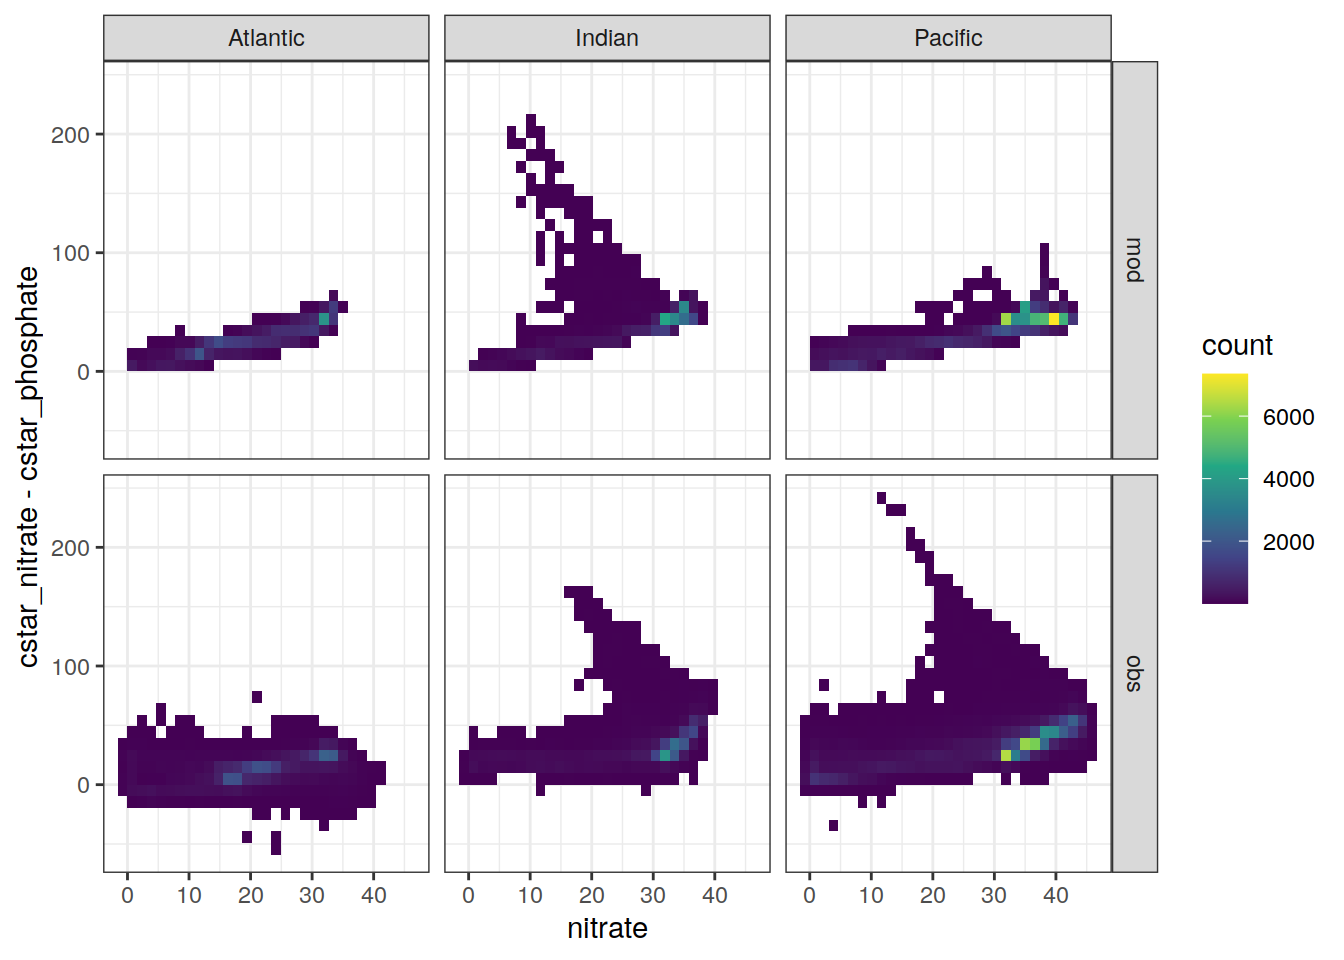 Atlantic Indian Pacific
200
100
0
mod
200
100
0
obs
cstar_nitrate - cstar_phosphate
0 10 20 30 40 0 10 20 30 40 0 10 20 30 40
nitrate
count
6000
4000
2000